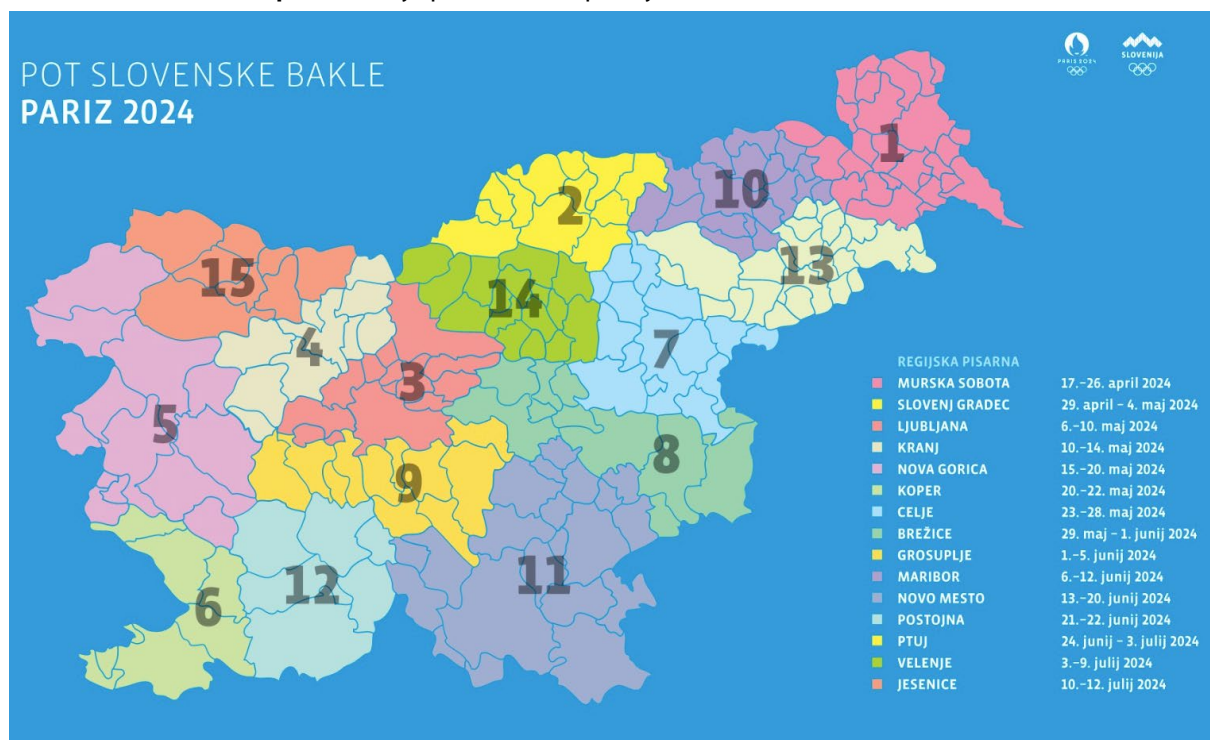 POT SLOVENSKE BAKLE
PARIZ 2024
PARIS 2024
SLOVENIJA
1
2
10
13
15
14
4
7
3
5
8
9
11
12
6
REGIJSKA PISARNA
MURSKA SOBOTA 17.–26. april 2024
SLOVENJ GRADEC 29. april – 4. maj 2024
LJUBLJANA 6.–10. maj 2024
KRANJ 10.–14. maj 2024
NOVA GORICA 15.–20. maj 2024
KOPER 20.–22. maj 2024
CELJE 23.–28. maj 2024
BREŽICE 29. maj – 1. junij 2024
GROSUPLJE 1.–5. junij 2024
MARIBOR 6.–12. junij 2024
NOVO MESTO 13.–20. junij 2024
POSTOJNA 21.–22. junij 2024
PTUJ 24. junij – 3. julij 2024
VELENJE 3.–9. julij 2024
JESENICE 10.–12. julij 2024